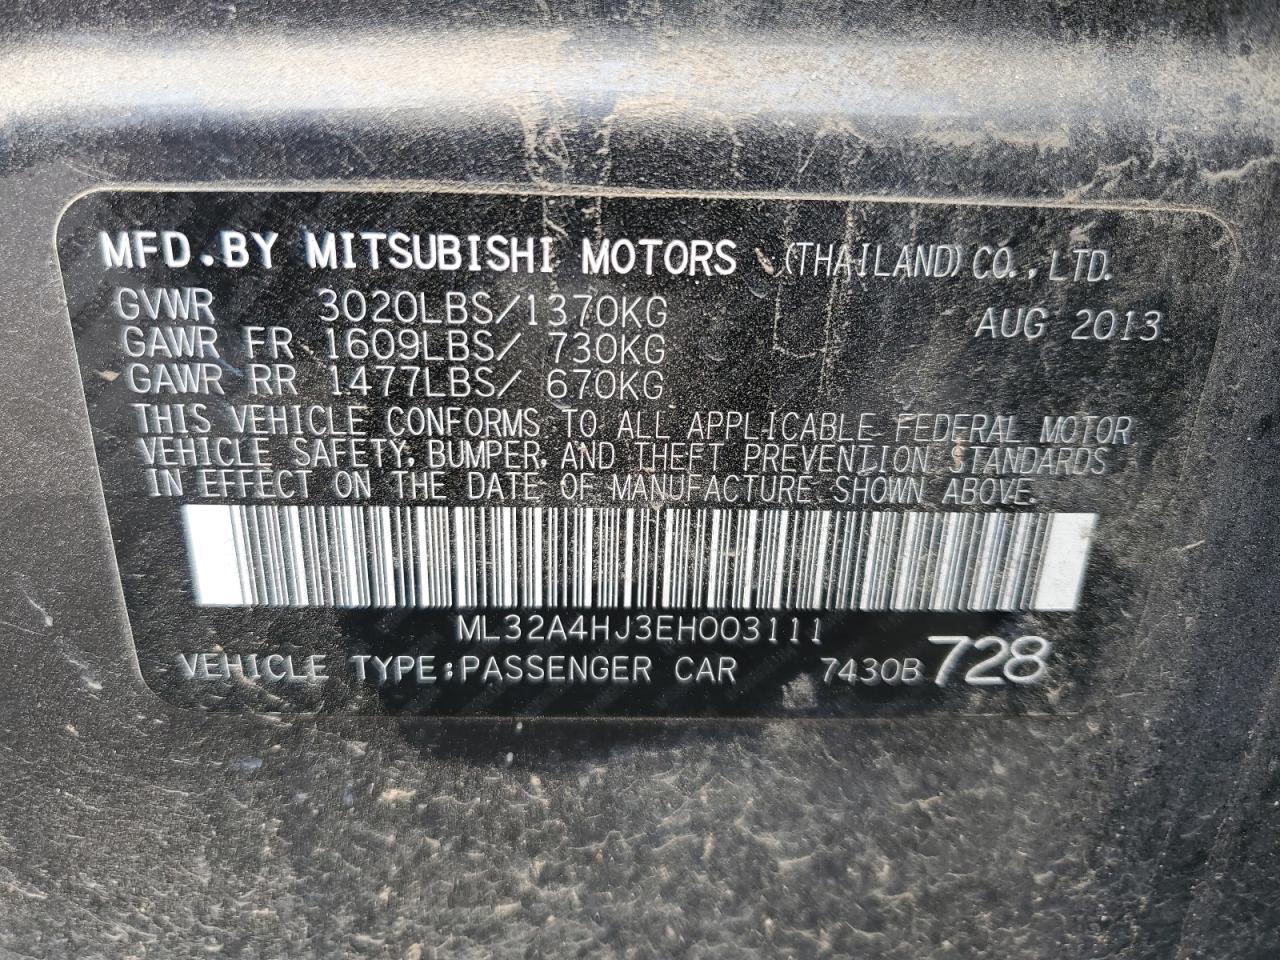 MFD.BY MITSUBISHI MOTORS (THAILAND) CO.,LTD.
GVWR 3020LBS/1370KG AUG 2013
GAWR FR 1609LBS/ 730KG
GAWR RR 1477LBS/ 670KG
THIS VEHICLE CONFORMS TO ALL APPLICABLE FEDERAL MOTOR
VEHICLE SAFETY, BUMPER, AND THEFT PREVENTION STANDARDS
IN EFFECT ON THE DATE OF MANUFACTURE SHOWN ABOVE.
ML32A4HJ3EH003111
VEHICLE TYPE:PASSENGER CAR 7430B 728